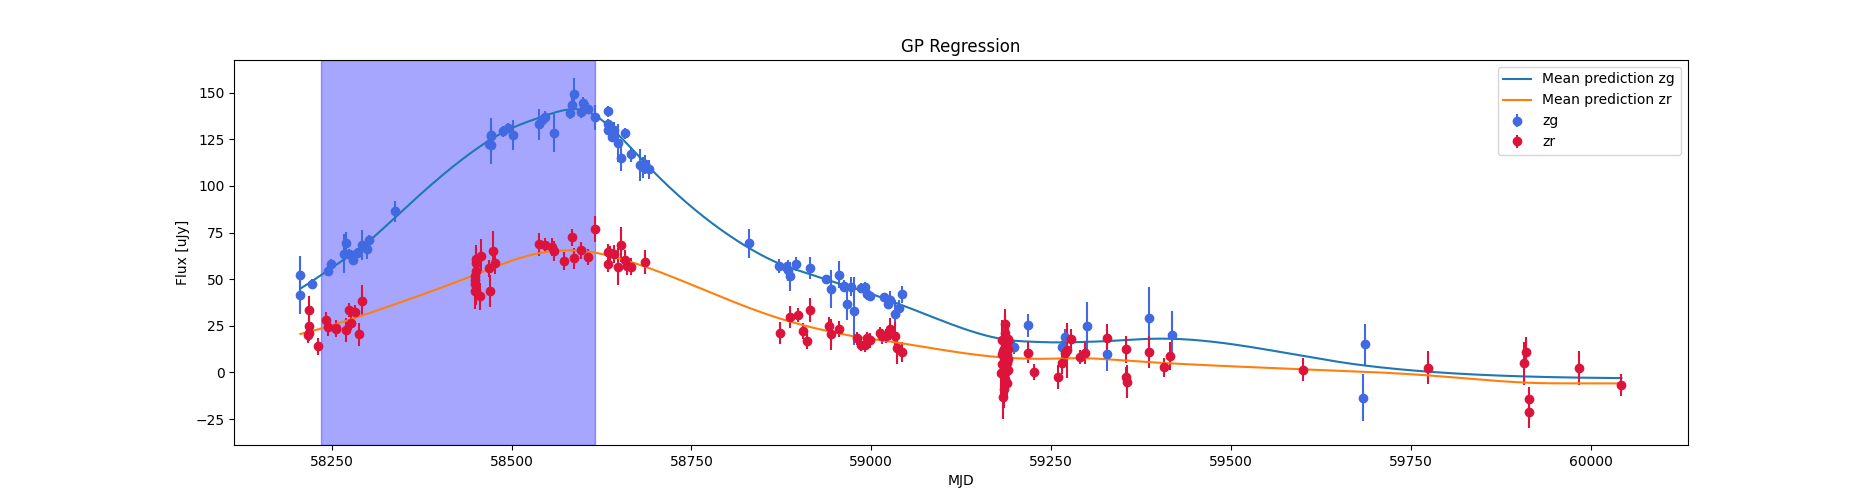 GP Regression
Flux [uJy]
150
125
100
75
50
25
0
−25
Mean prediction zg
Mean prediction zr
zg
zr
58250 58500 58750 59000 59250 59500 59750 60000
MJD